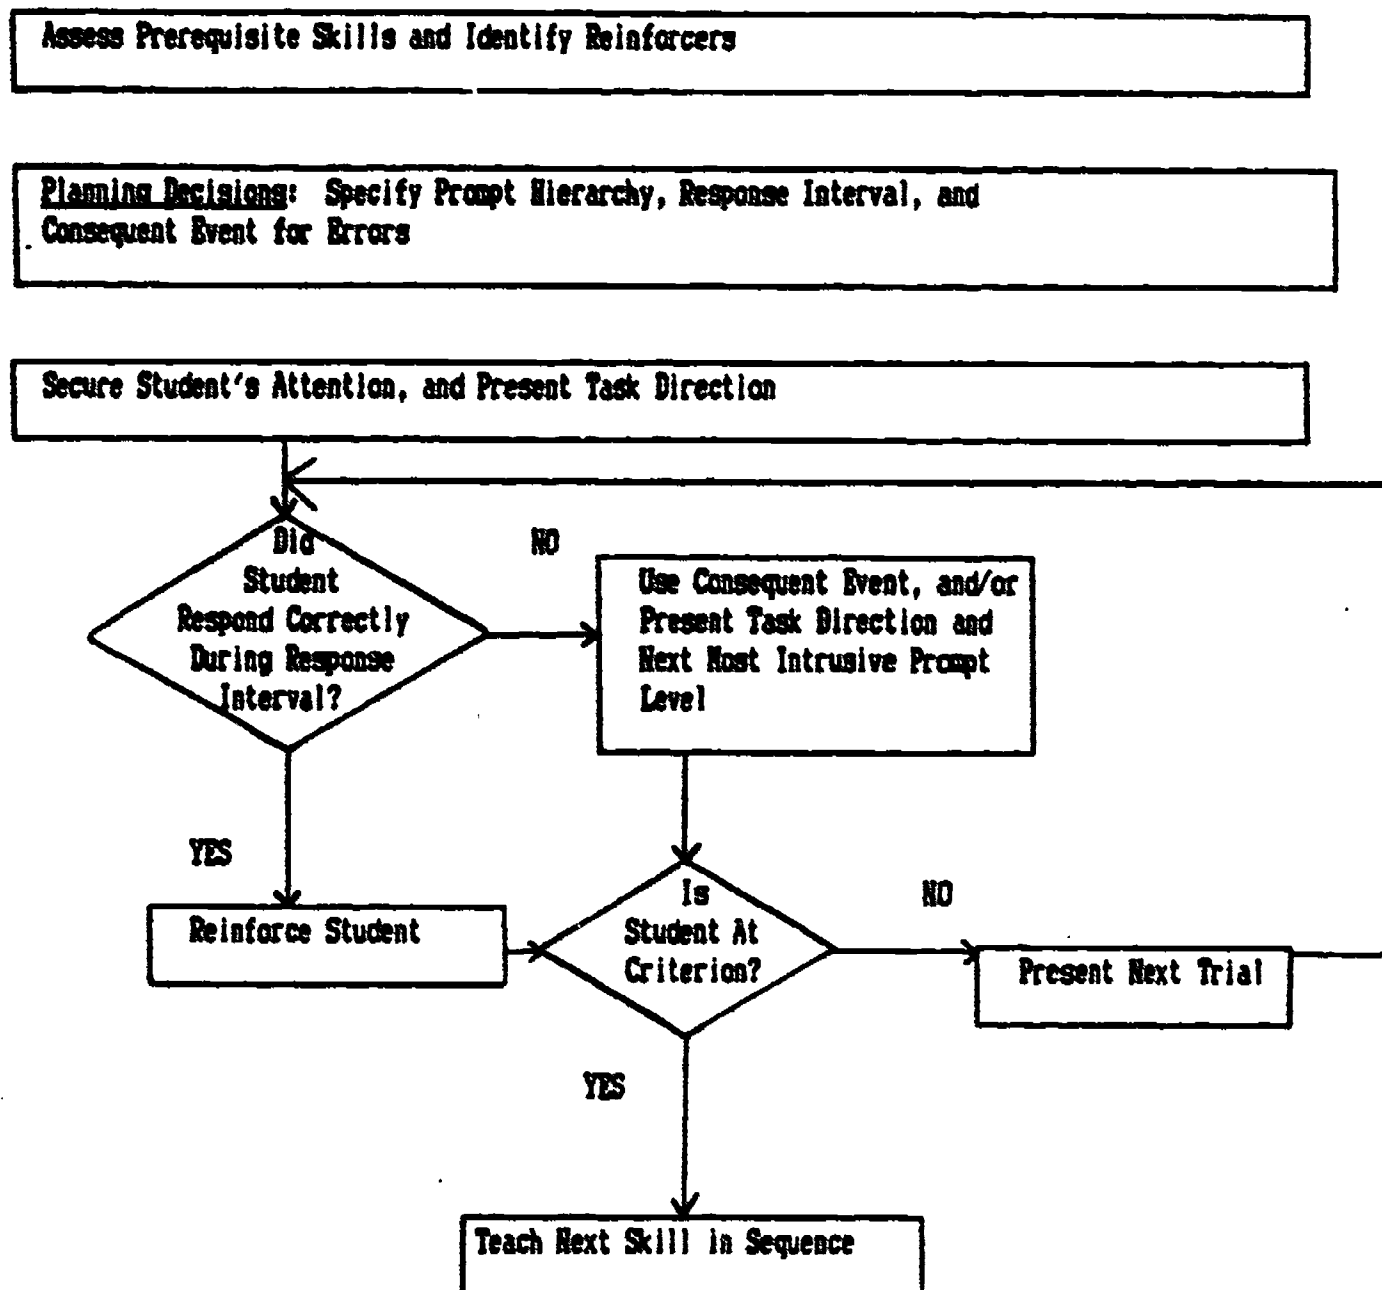 Assess Prerequisite Skills and Identify Reinforcers
Planning Decisions: Specify Prompt Hierarchy, Response Interval, and
Consequent Event for Errors
Secure Student's Attention, and Present Task Direction
Did
Student
Respond Correctly
During Response
Interval?
NO
Use Consequent Event, and/or
Present Task Direction and
Next Most Intrusive Prompt
Level
YES
Reinforce Student
Is
Student At
Criterion?
NO
Present Next Trial
YES
Teach Next Skill in Sequence